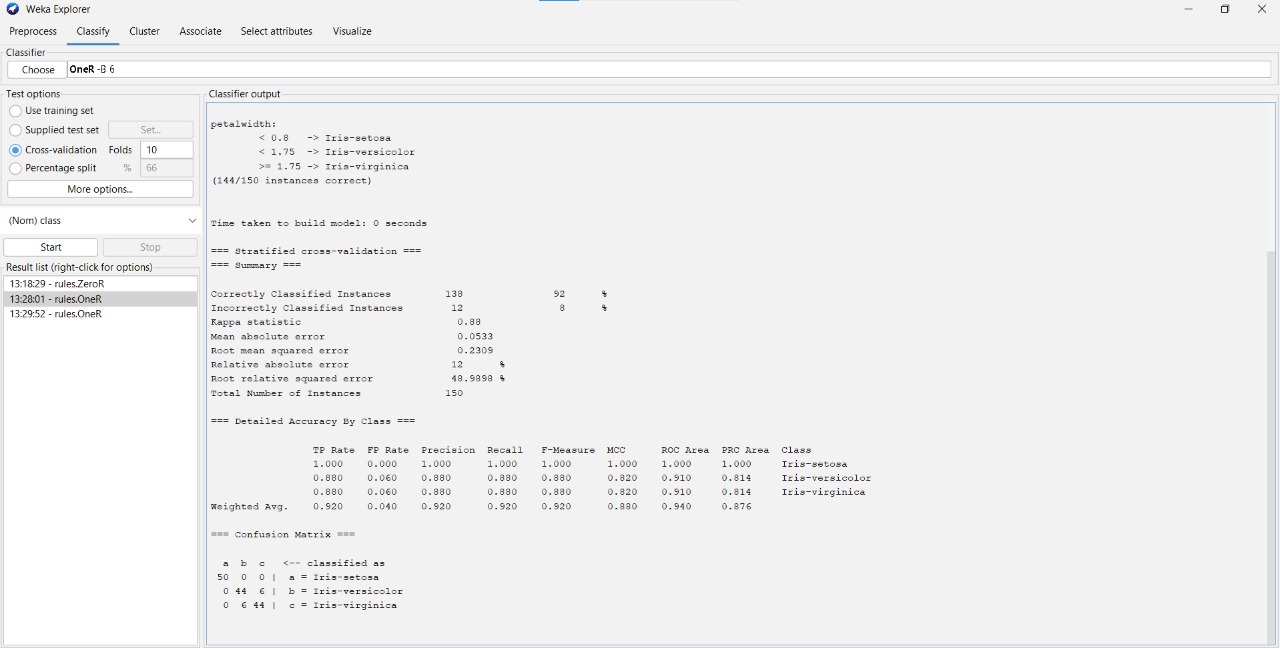 Weka Explorer
Preprocess Classify Cluster Associate Select attributes Visualize
Classifier
Choose OneR -B 6
Test options
Use training set
Supplied test set Set...
Cross-validation Folds 10
Percentage split % 66
More options...
(Nom) class
Start Stop
Result list (right-click for options)
13:18:29 - rules.ZeroR
13:28:01 - rules.OneR
13:29:52 - rules.OneR
Classifier output
petalwidth:
< 0.8 -> Iris-setosa
< 1.75 -> Iris-versicolor
>= 1.75 -> Iris-virginica
(144/150 instances correct)
Time taken to build model: 0 seconds
=== Stratified cross-validation ===
=== Summary ===
Correctly Classified Instances 138 92 %
Incorrectly Classified Instances 12 8 %
Kappa statistic 0.88
Mean absolute error 0.0533
Root mean squared error 0.2309
Relative absolute error 12 %
Root relative squared error 48.9898 %
Total Number of Instances 150
=== Detailed Accuracy By Class ===
TP Rate FP Rate Precision Recall F-Measure MCC ROC Area PRC Area Class
1.000 0.000 1.000 1.000 1.000 1.000 1.000 1.000 Iris-setosa
0.880 0.060 0.880 0.880 0.880 0.820 0.910 0.814 Iris-versicolor
0.880 0.060 0.880 0.880 0.880 0.820 0.910 0.814 Iris-virginica
Weighted Avg. 0.920 0.040 0.920 0.920 0.920 0.880 0.940 0.876
=== Confusion Matrix ===
a b c <-- classified as
50 0 0 | a = Iris-setosa
0 44 6 | b = Iris-versicolor
0 6 44 | c = Iris-virginica